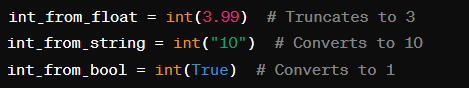 int_from_float = int(3.99)  # Truncates to 3
int_from_string = int("10")  # Converts to 10
int_from_bool = int(True)  # Converts to 1